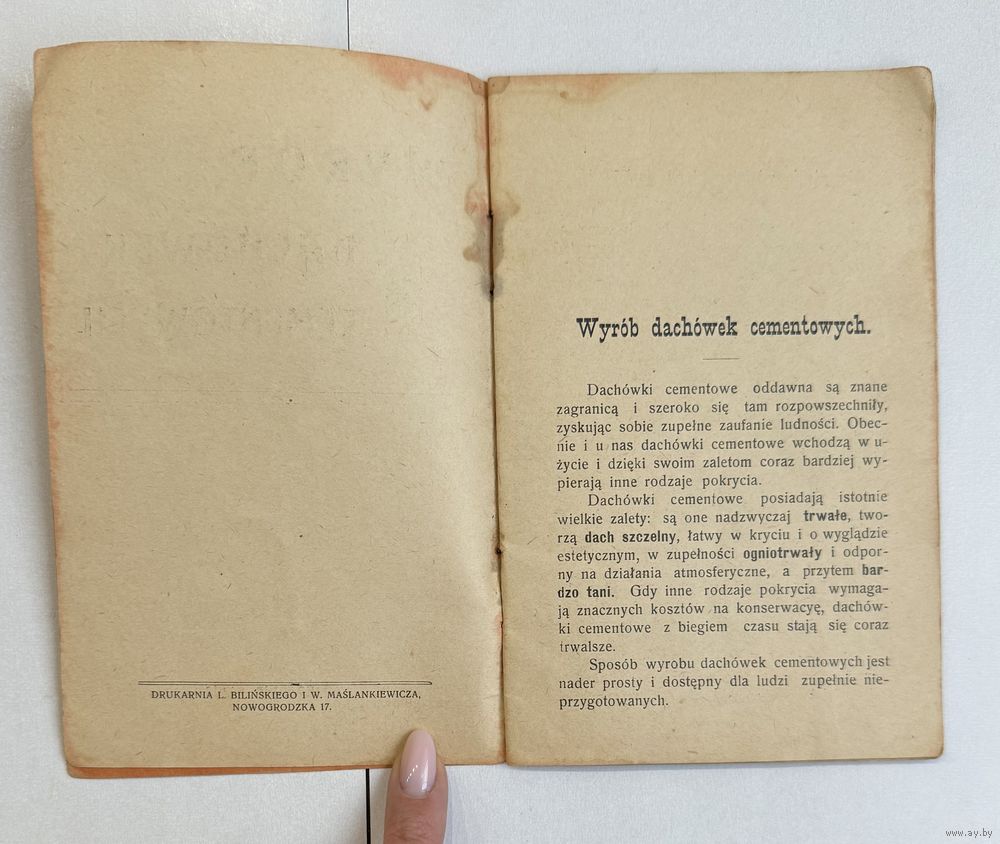 DRUKARNIA L. BILIŃSKIEGO I W. MAŚLANKIEWICZA,
NOWOGRODZKA 17.
Wyrób dachówek cementowych.
Dachówki cementowe oddawna są znane
zagranicą i szeroko się tam rozpowszechniły,
zyskując sobie zupełne zaufanie ludności. Obec-
nie i u nas dachówki cementowe wchodzą w u-
życie i dzięki swoim zaletom coraz bardziej wy-
pierają inne rodzaje pokrycia.
Dachówki cementowe posiadają istotnie
wielkie zalety: są one nadzwyczaj trwałe, two-
rzą dach szczelny, łatwy w kryciu i o wyglądzie
estetycznym, w zupełności ogniotrwały i odpor-
ny na działania atmosferyczne, a przytem bar-
dzo tani. Gdy inne rodzaje pokrycia wymaga-
ją znacznych kosztów na konserwacyę, dachów-
ki cementowe z biegiem czasu stają się coraz
trwalsze.
Sposób wyrobu dachówek cementowych jest
nader prosty i dostępny dla ludzi zupełnie nie-
przygotowanych.
www.ay.by